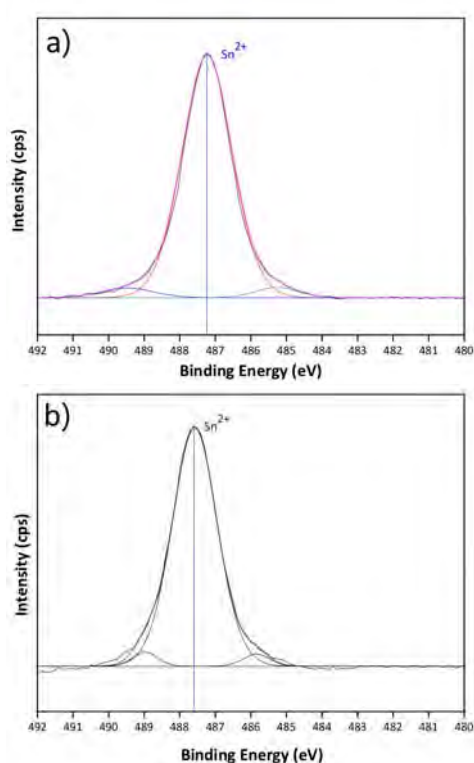 a)
Sn²⁺
Intensity (cps)
492 491 490 489 488 487 486 485 484 483 482 481 480
Binding Energy (eV)
b)
Sn²⁺
Intensity (cps)
492 491 490 489 488 487 486 485 484 483 482 481 480
Binding Energy (eV)